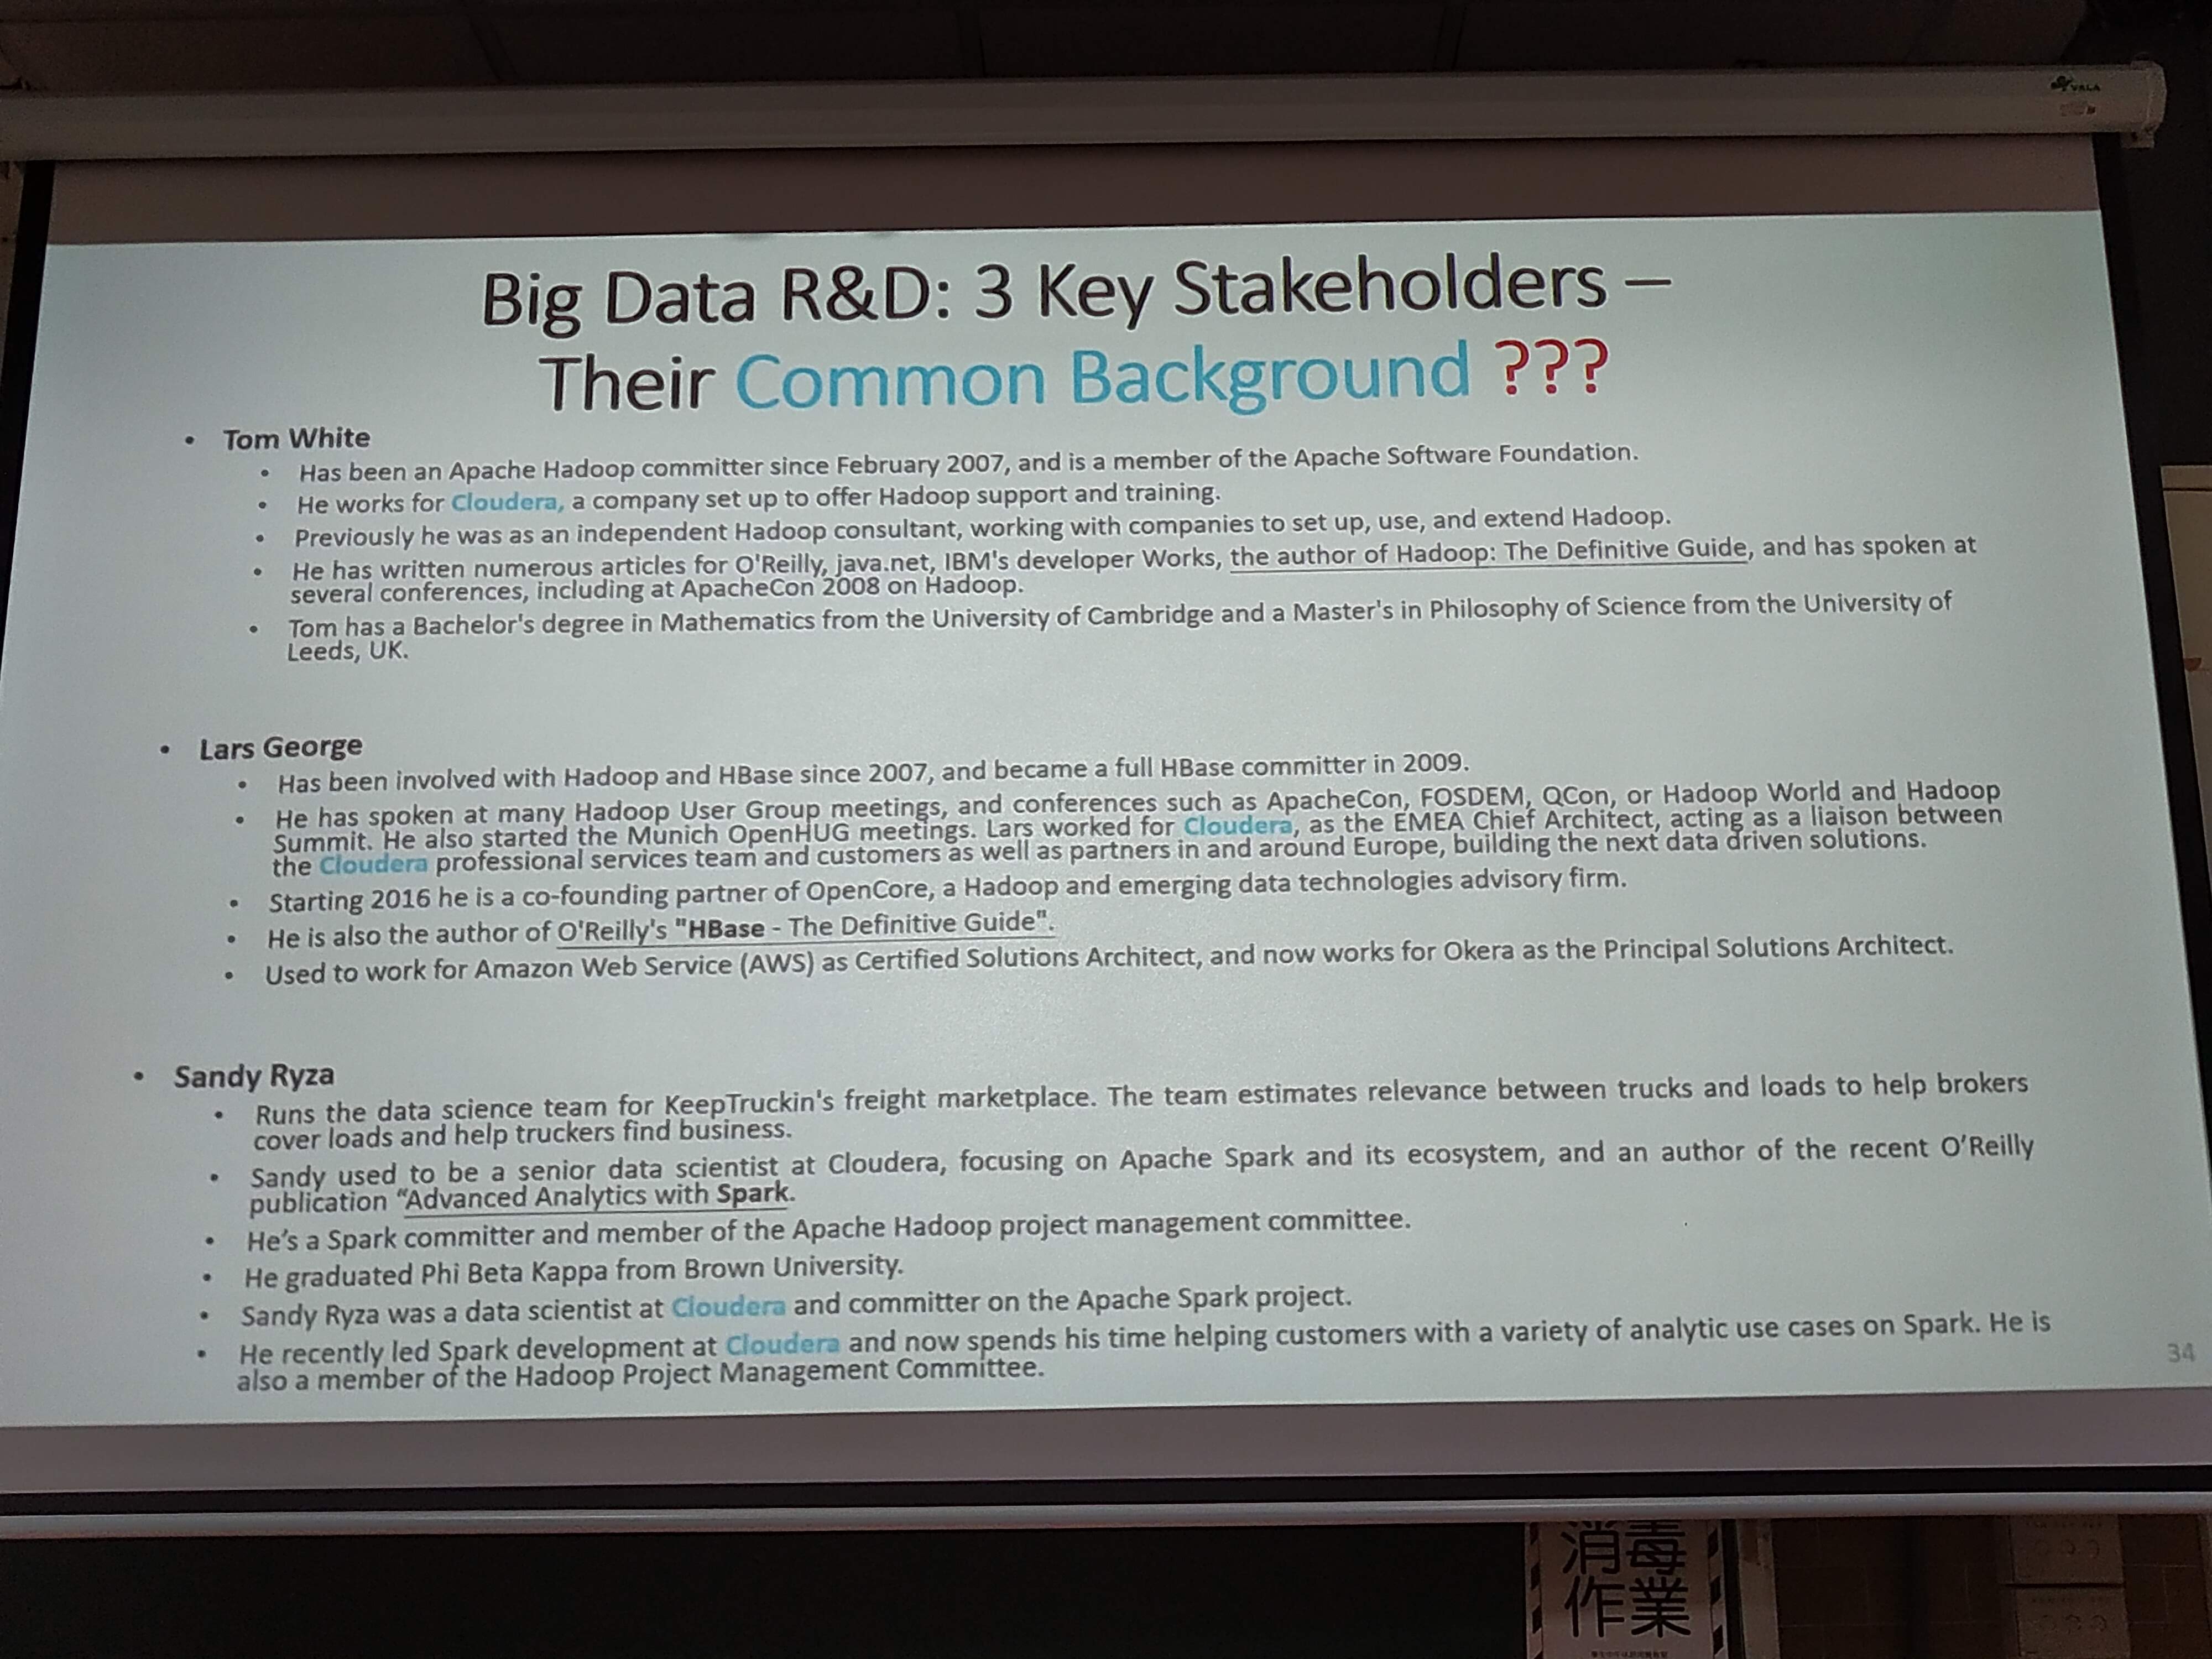 VALA
Big Data R&D: 3 Key Stakeholders –
Their Common Background ???
• Tom White
• Has been an Apache Hadoop committer since February 2007, and is a member of the Apache Software Foundation.
• He works for Cloudera, a company set up to offer Hadoop support and training.
• Previously he was as an independent Hadoop consultant, working with companies to set up, use, and extend Hadoop.
• He has written numerous articles for O'Reilly, java.net, IBM's developer Works, the author of Hadoop: The Definitive Guide, and has spoken at
several conferences, including at ApacheCon 2008 on Hadoop.
• Tom has a Bachelor's degree in Mathematics from the University of Cambridge and a Master's in Philosophy of Science from the University of
Leeds, UK.
• Lars George
• Has been involved with Hadoop and HBase since 2007, and became a full HBase committer in 2009.
• He has spoken at many Hadoop User Group meetings, and conferences such as ApacheCon, FOSDEM, QCon, or Hadoop World and Hadoop
Summit. He also started the Munich OpenHUG meetings. Lars worked for Cloudera, as the EMEA Chief Architect, acting as a liaison between
the Cloudera professional services team and customers as well as partners in and around Europe, building the next data driven solutions.
• Starting 2016 he is a co-founding partner of OpenCore, a Hadoop and emerging data technologies advisory firm.
• He is also the author of O'Reilly's "HBase - The Definitive Guide".
• Used to work for Amazon Web Service (AWS) as Certified Solutions Architect, and now works for Okera as the Principal Solutions Architect.
• Sandy Ryza
• Runs the data science team for KeepTruckin's freight marketplace. The team estimates relevance between trucks and loads to help brokers
cover loads and help truckers find business.
• Sandy used to be a senior data scientist at Cloudera, focusing on Apache Spark and its ecosystem, and an author of the recent O’Reilly
publication “Advanced Analytics with Spark.
• He’s a Spark committer and member of the Apache Hadoop project management committee.
• He graduated Phi Beta Kappa from Brown University.
• Sandy Ryza was a data scientist at Cloudera and committer on the Apache Spark project.
• He recently led Spark development at Cloudera and now spends his time helping customers with a variety of analytic use cases on Spark. He is
also a member of the Hadoop Project Management Committee.
34
消毒
作業